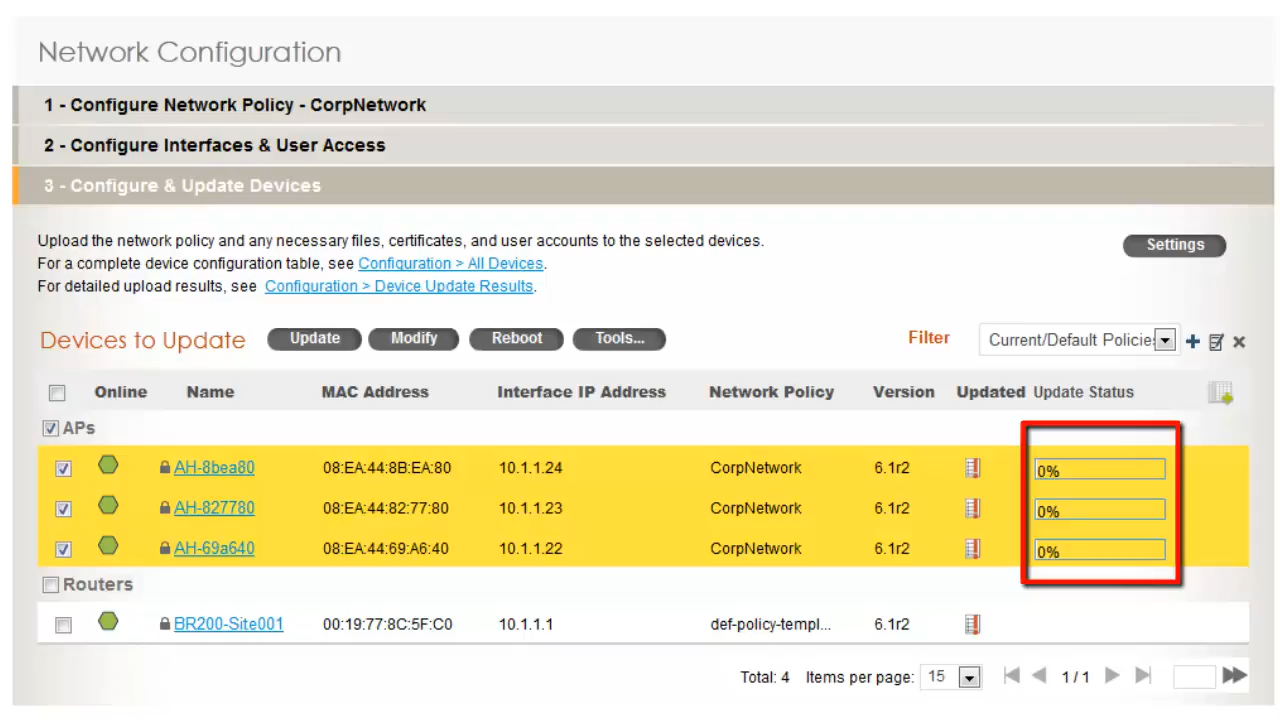 Network Configuration
1 - Configure Network Policy - CorpNetwork
2 - Configure Interfaces & User Access
3 - Configure & Update Devices
Upload the network policy and any necessary files, certificates, and user accounts to the selected devices.
Settings
For a complete device configuration table, see Configuration > All Devices.
For detailed upload results, see Configuration > Device Update Results.
Devices to Update Update Modify Reboot Tools... Filter Current/Default Policie
Online Name MAC Address Interface IP Address Network Policy Version Updated Update Status
APs
AH-8bea80 08:EA:44:8B:EA:80 10.1.1.24 CorpNetwork 6.1r2 0%
AH-827780 08:EA:44:82:77:80 10.1.1.23 CorpNetwork 6.1r2 0%
AH-69a640 08:EA:44:69:A6:40 10.1.1.22 CorpNetwork 6.1r2 0%
Routers
BR200-Site001 00:19:77:8C:5F:C0 10.1.1.1 def-policy-templ... 6.1r2
Total: 4 Items per page: 15 1 / 1